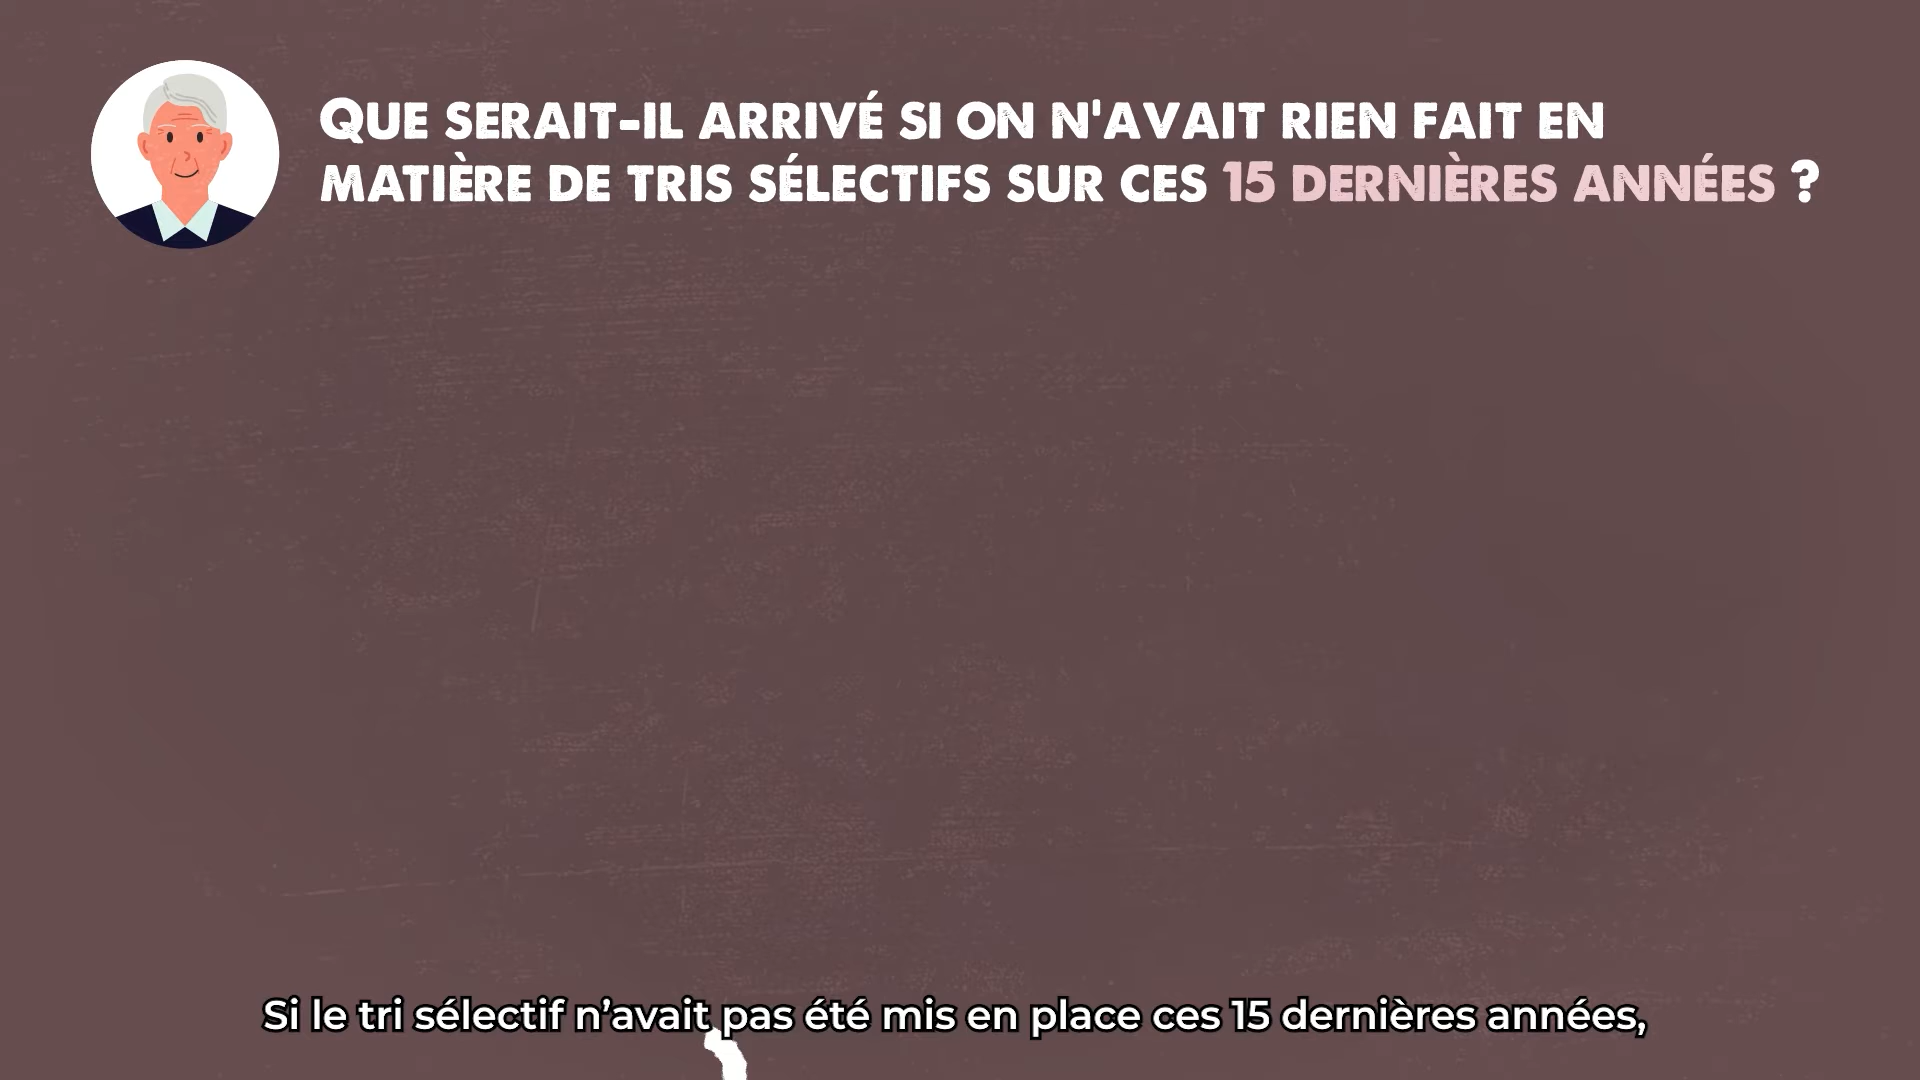 QUE SERAIT-IL ARRIVÉ SI ON N'AVAIT RIEN FAIT EN
MATIÈRE DE TRIS SÉLECTIFS SUR CES 15 DERNIÈRES ANNÉES ?
Si le tri sélectif n’avait pas été mis en place ces 15 dernières années,